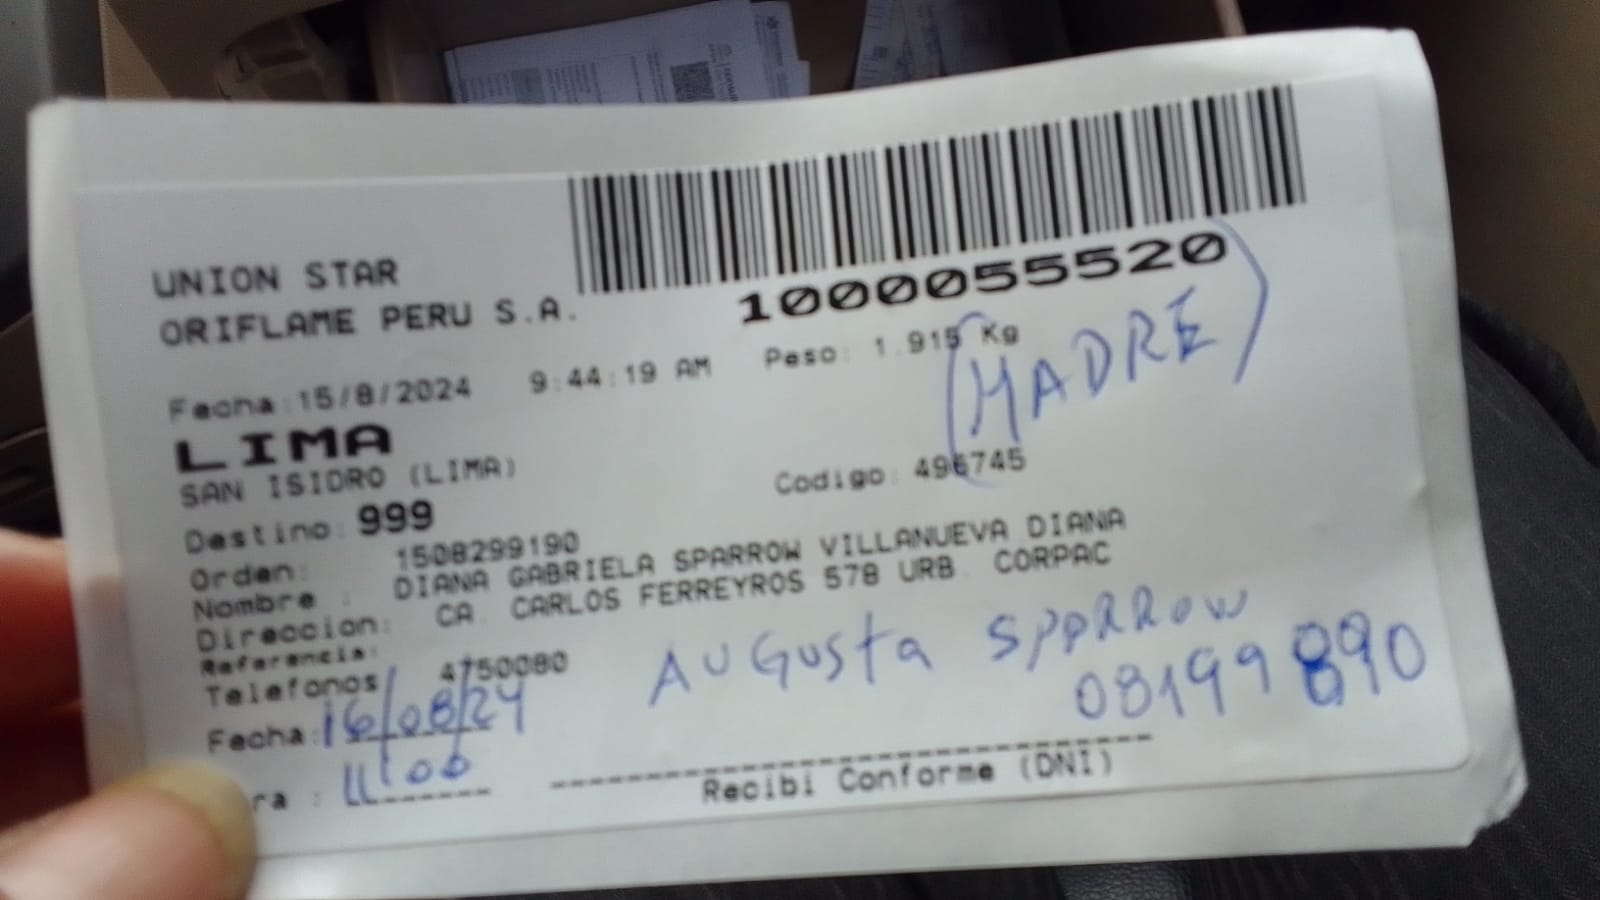 UNION STAR
ORIFLAME PERU S.A.
1000055520
Fecha:15/8/2024 9:44:19 AM Peso: 1.915 Kg
(MADRE)
LIMA
SAN ISIDRO (LIMA)
Codigo: 496745
Destino: 999
Orden: 1508299190
Nombre : DIANA GABRIELA SPARROW VILLANUEVA DIANA
Direccion: CA. CARLOS FERREYROS 578 URB. CORPAC
Referencia:
Telefonos 4750080
AUGUSTA SPARROW
Fecha: 16/08/24
08199890
ra : 11:00
Recibi Conforme (DNI)